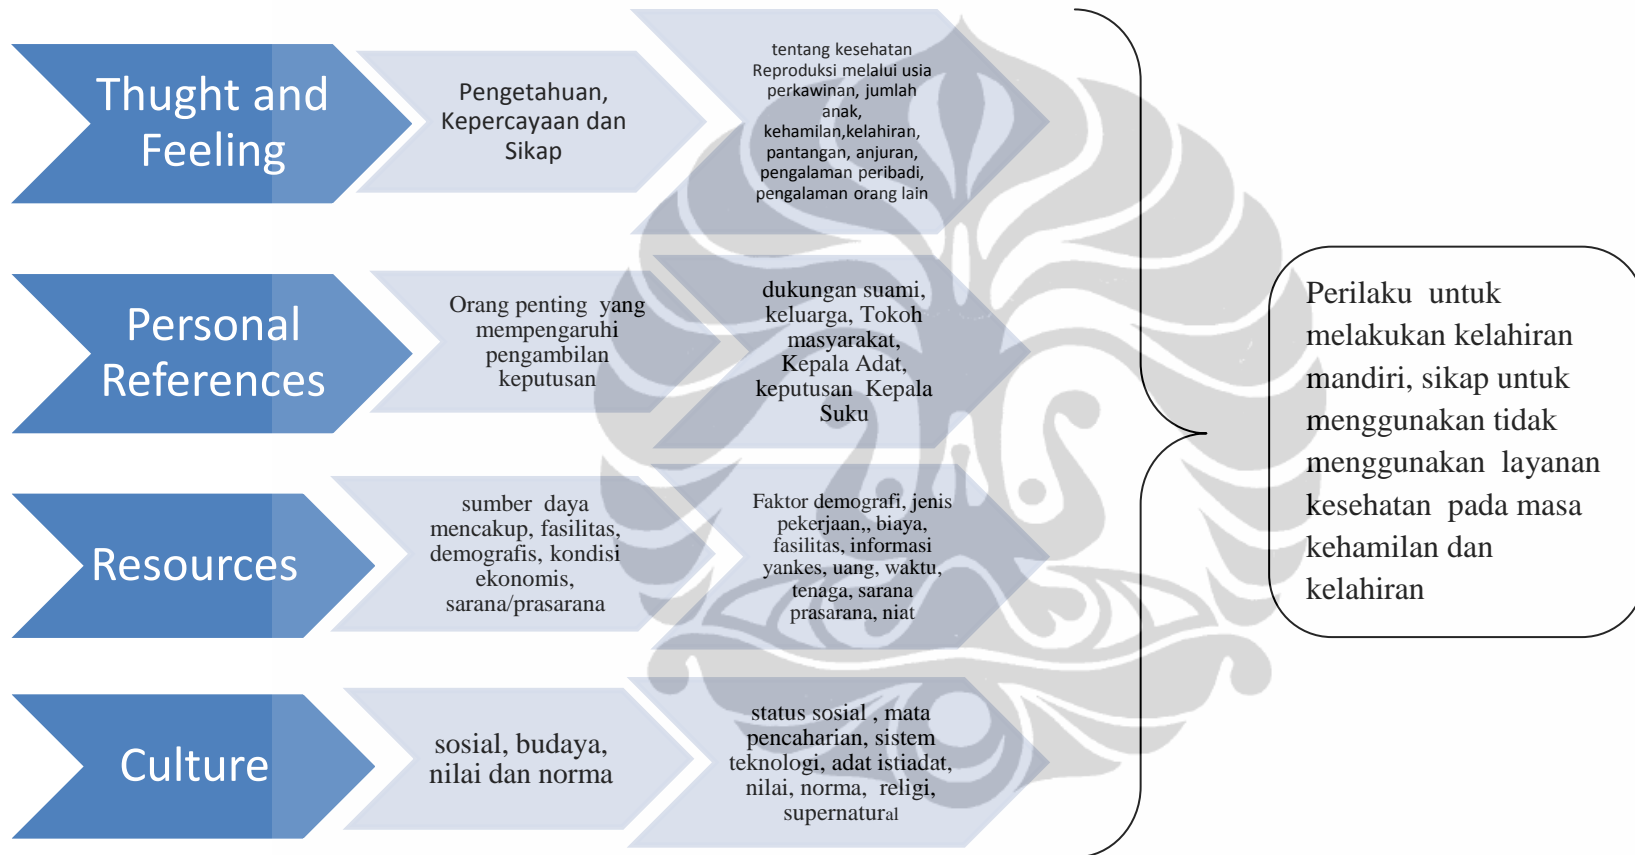 Thught and
Feeling
Pengetahuan,
Kepercayaan dan
Sikap
tentang kesehatan
Reproduksi melalui usia
perkawinan, jumlah
anak,
kehamilan,kelahiran,
pantangan, anjuran,
pengalaman peribadi,
pengalaman orang lain
Personal
References
Orang penting  yang
mempengaruhi
pengambilan
keputusan
dukungan suami,
keluarga, Tokoh
masyarakat,
Kepala Adat,
keputusan  Kepala
Suku
Resources
sumber  daya
mencakup, fasilitas,
demografis, kondisi
ekonomis,
sarana/prasarana
Faktor demografi, jenis
pekerjaan,, biaya,
fasilitas, informasi
yankes, uang, waktu,
tenaga, sarana
prasarana, niat
Culture
sosial, budaya,
nilai dan norma
status sosial , mata
pencaharian, sistem
teknologi, adat istiadat,
nilai, norma,  religi,
supernatural
Perilaku  untuk
melakukan kelahiran
mandiri, sikap untuk
menggunakan tidak
menggunakan  layanan
kesehatan  pada masa
kehamilan dan
kelahiran